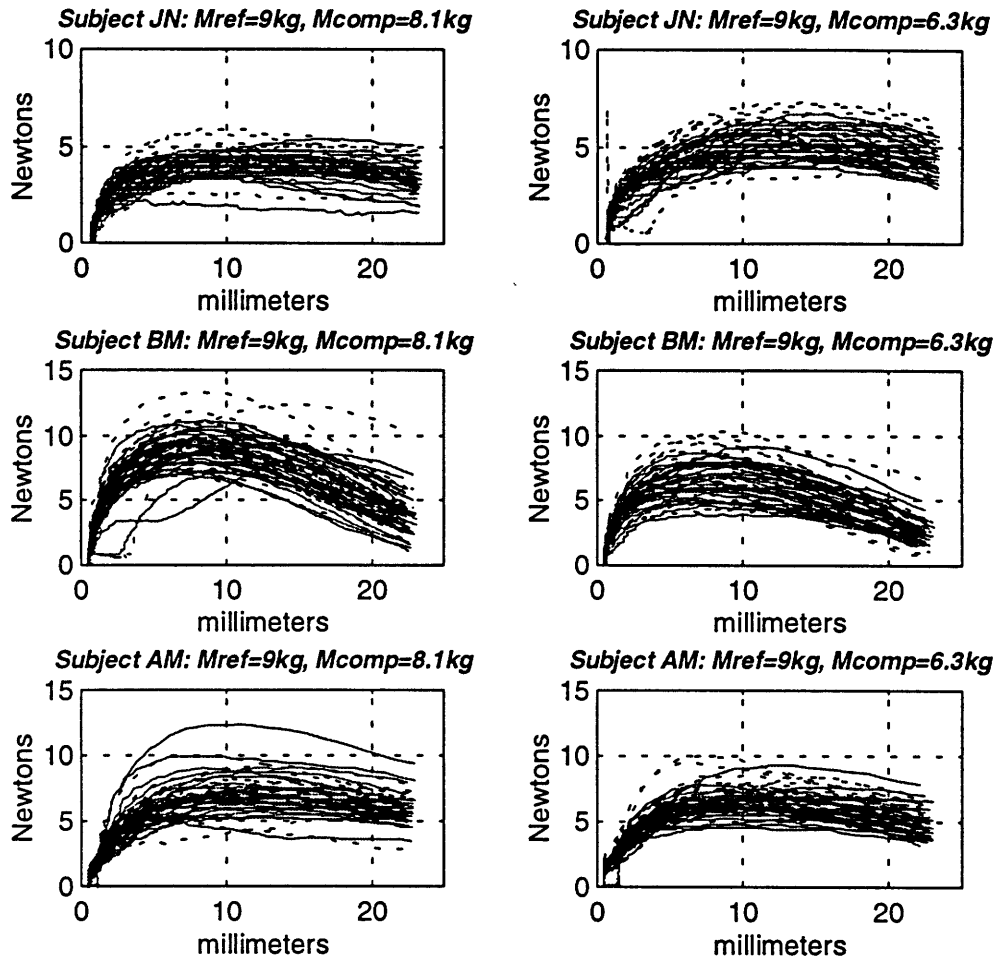 Subject JN: Mref=9kg, Mcomp=8.1kg
10
5
0
Newtons
0 10 20
millimeters
Subject JN: Mref=9kg, Mcomp=6.3kg
10
5
0
Newtons
0 10 20
millimeters
Subject BM: Mref=9kg, Mcomp=8.1kg
15
10
5
0
Newtons
0 10 20
millimeters
Subject BM: Mref=9kg, Mcomp=6.3kg
15
10
5
0
Newtons
0 10 20
millimeters
Subject AM: Mref=9kg, Mcomp=8.1kg
15
10
5
0
Newtons
0 10 20
millimeters
Subject AM: Mref=9kg, Mcomp=6.3kg
15
10
5
0
Newtons
0 10 20
millimeters